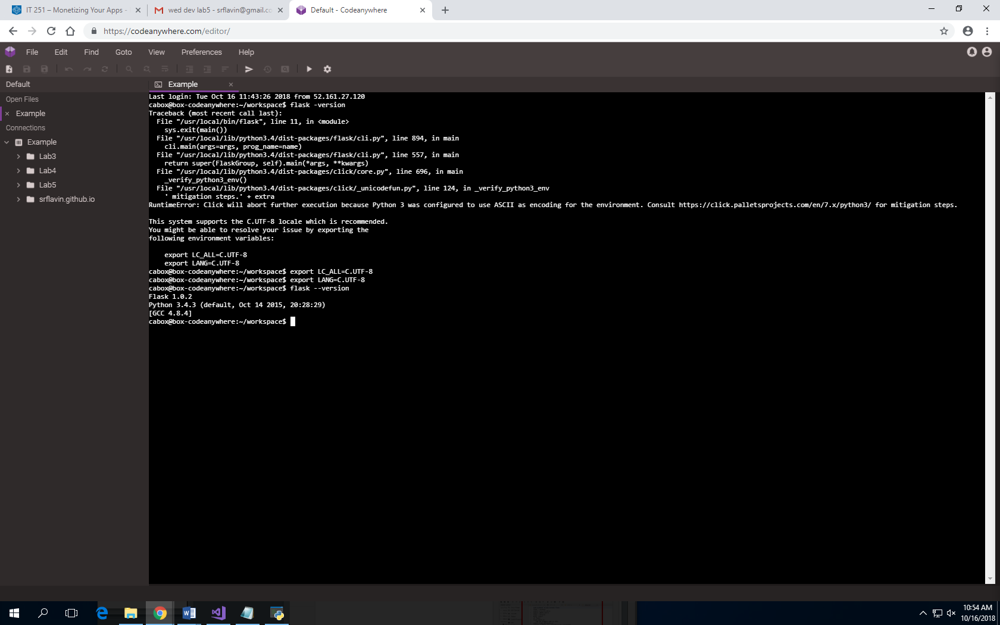 IT 251 – Monetizing Your Apps -
wed dev lab5 - srflavin@gmail.co
Default - Codeanywhere
https://codeanywhere.com/editor/
File Edit Find Goto View Preferences Help
Default
Example
Open Files
Example
Connections
Example
Lab3
Lab4
Lab5
srflavin.github.io
Last login: Tue Oct 16 11:43:26 2018 from 52.161.27.120
cabox@box-codeanywhere:~/workspace$ flask -version
Traceback (most recent call last):
  File "/usr/local/bin/flask", line 11, in <module>
    sys.exit(main())
  File "/usr/local/lib/python3.4/dist-packages/flask/cli.py", line 894, in main
    cli.main(args=args, prog_name=name)
  File "/usr/local/lib/python3.4/dist-packages/flask/cli.py", line 557, in main
    return super(FlaskGroup, self).main(*args, **kwargs)
  File "/usr/local/lib/python3.4/dist-packages/click/core.py", line 696, in main
    _verify_python3_env()
  File "/usr/local/lib/python3.4/dist-packages/click/_unicodefun.py", line 124, in _verify_python3_env
    ' mitigation steps.' + extra
RuntimeError: Click will abort further execution because Python 3 was configured to use ASCII as encoding for the environment. Consult https://click.palletsprojects.com/en/7.x/python3/ for mitigation steps.
This system supports the C.UTF-8 locale which is recommended.
You might be able to resolve your issue by exporting the
following environment variables:
    export LC_ALL=C.UTF-8
    export LANG=C.UTF-8
cabox@box-codeanywhere:~/workspace$ export LC_ALL=C.UTF-8
cabox@box-codeanywhere:~/workspace$ export LANG=C.UTF-8
cabox@box-codeanywhere:~/workspace$ flask --version
Flask 1.0.2
Python 3.4.3 (default, Oct 14 2015, 20:28:29)
[GCC 4.8.4]
cabox@box-codeanywhere:~/workspace$
10:54 AM
10/16/2018